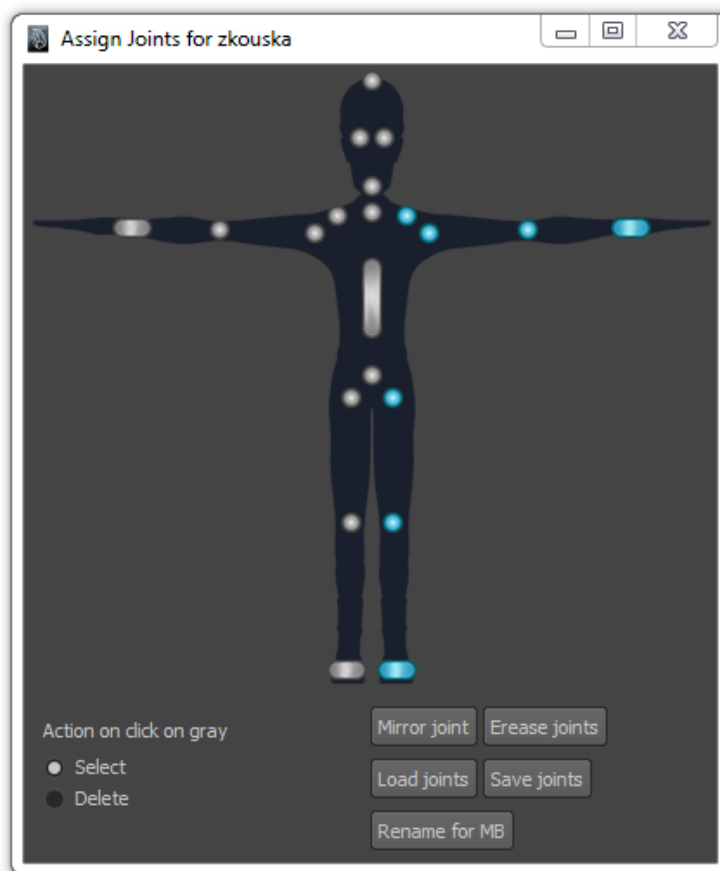 Assign Joints for zkouska
Action on click on gray
Select
Delete
Mirror joint
Erease joints
Load joints
Save joints
Rename for MB